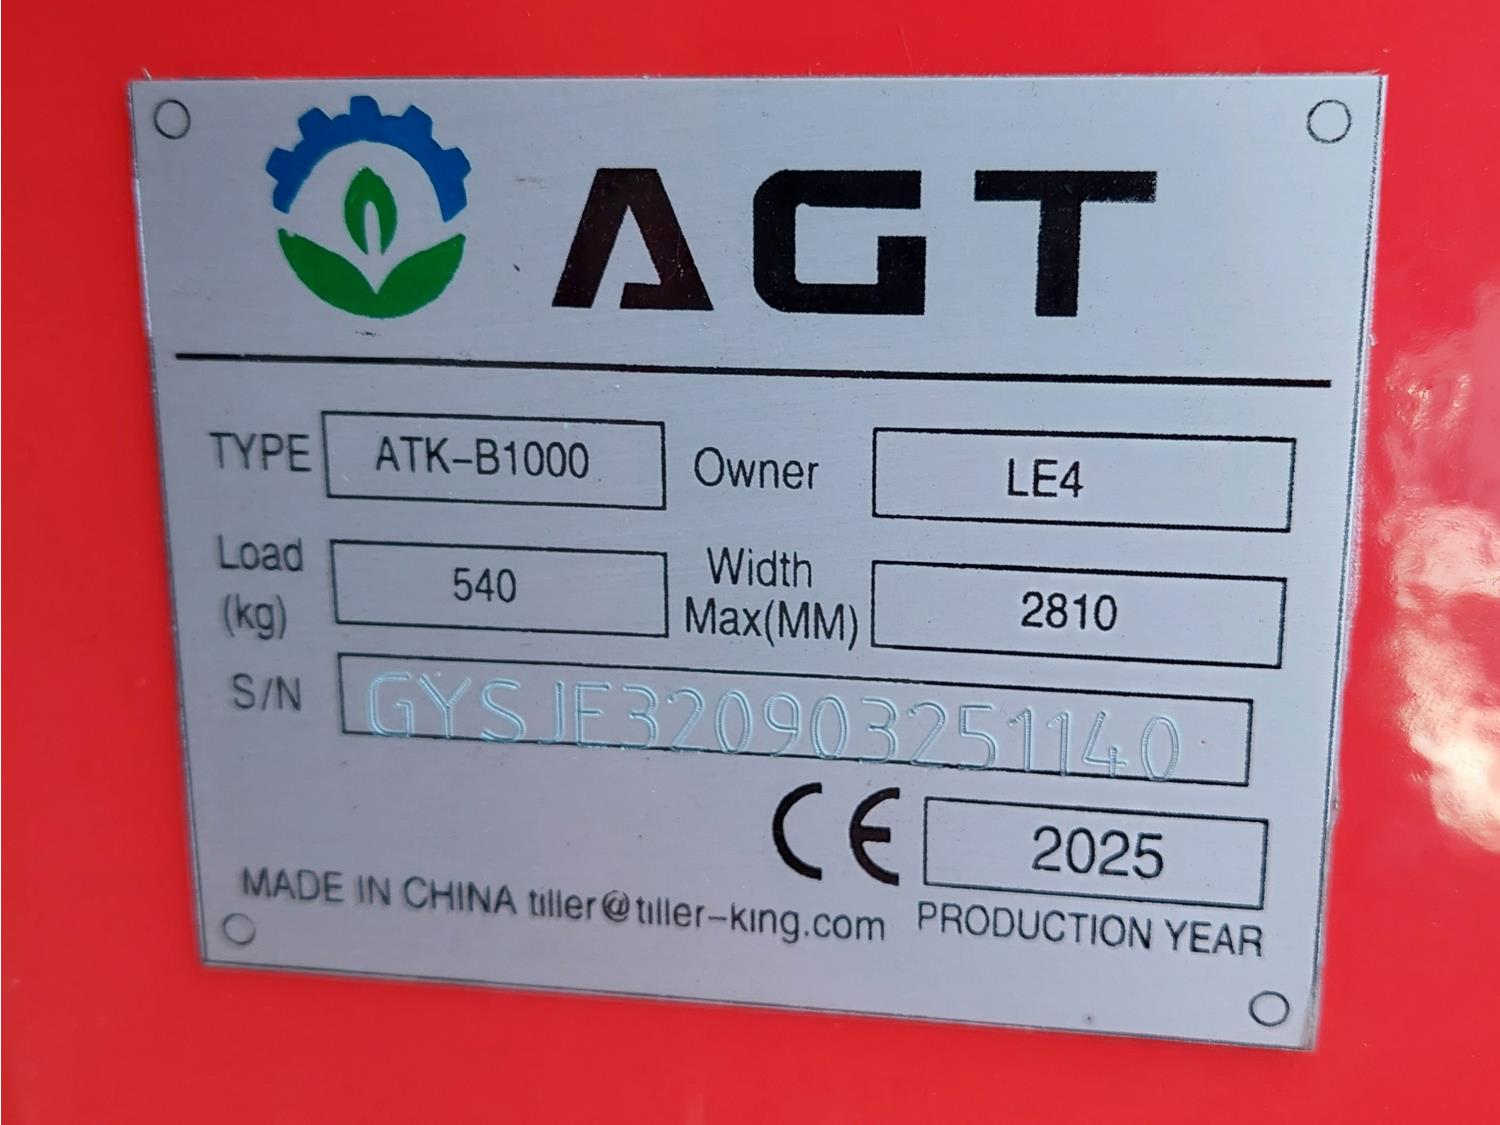 AGT
TYPE ATK-B1000 Owner LE4
Load (kg) 540 Width Max(MM) 2810
S/N GYSJE320903251140
CE 2025
MADE IN CHINA tiller@tiller-king.com PRODUCTION YEAR